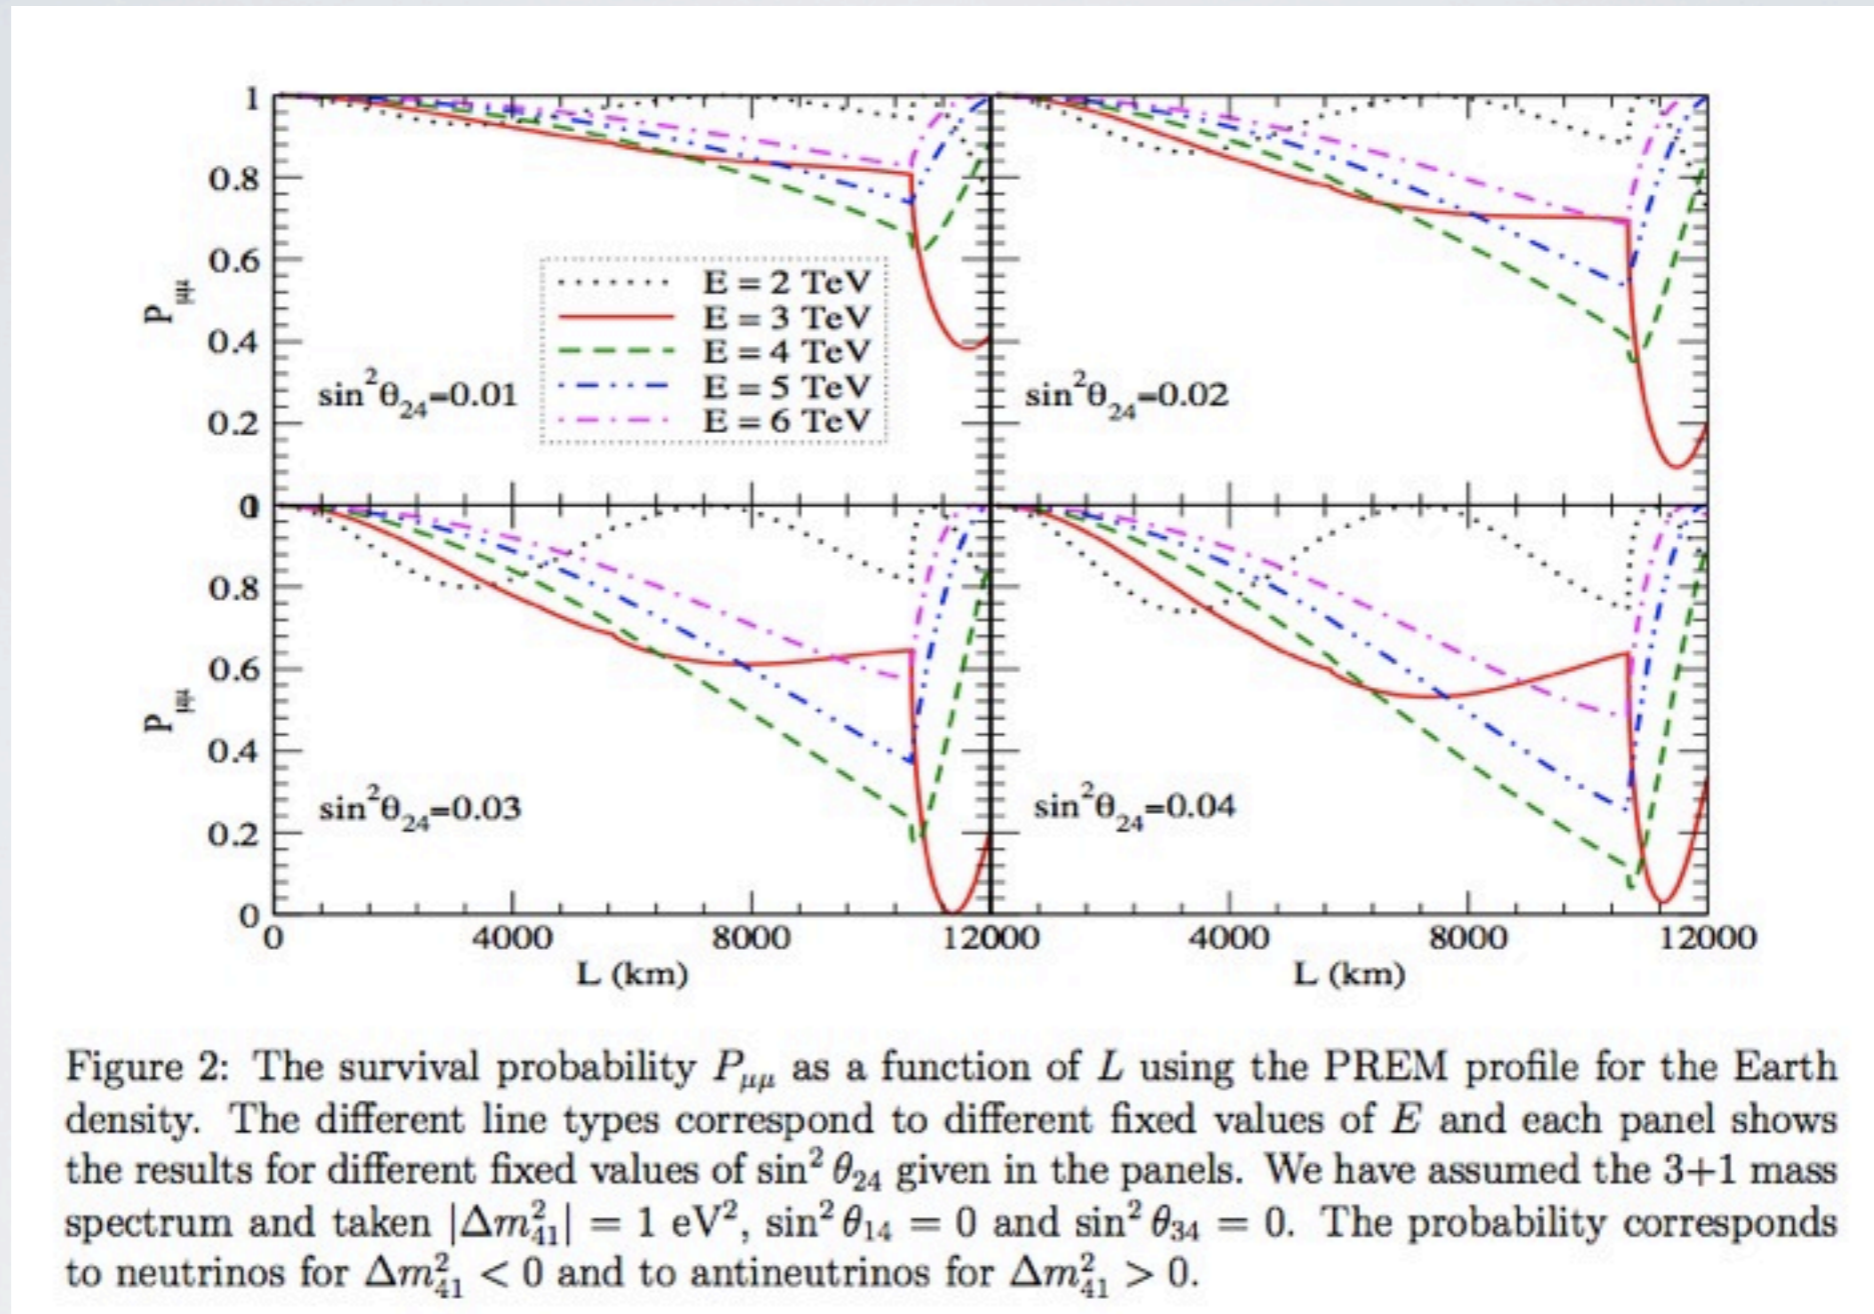 1
0.8
0.6
0.4
0.2
0
P_μμ
E = 2 TeV
E = 3 TeV
E = 4 TeV
E = 5 TeV
E = 6 TeV
sin²θ₂₄=0.01
sin²θ₂₄=0.02
0.8
0.6
0.4
0.2
0
P_μμ
sin²θ₂₄=0.03
sin²θ₂₄=0.04
0 4000 8000 12000 4000 8000 12000
L (km) L (km)
Figure 2: The survival probability P_μμ as a function of L using the PREM profile for the Earth
density. The different line types correspond to different fixed values of E and each panel shows
the results for different fixed values of sin² θ₂₄ given in the panels. We have assumed the 3+1 mass
spectrum and taken |Δm²₄₁| = 1 eV², sin² θ₁₄ = 0 and sin² θ₃₄ = 0. The probability corresponds
to neutrinos for Δm²₄₁ < 0 and to antineutrinos for Δm²₄₁ > 0.